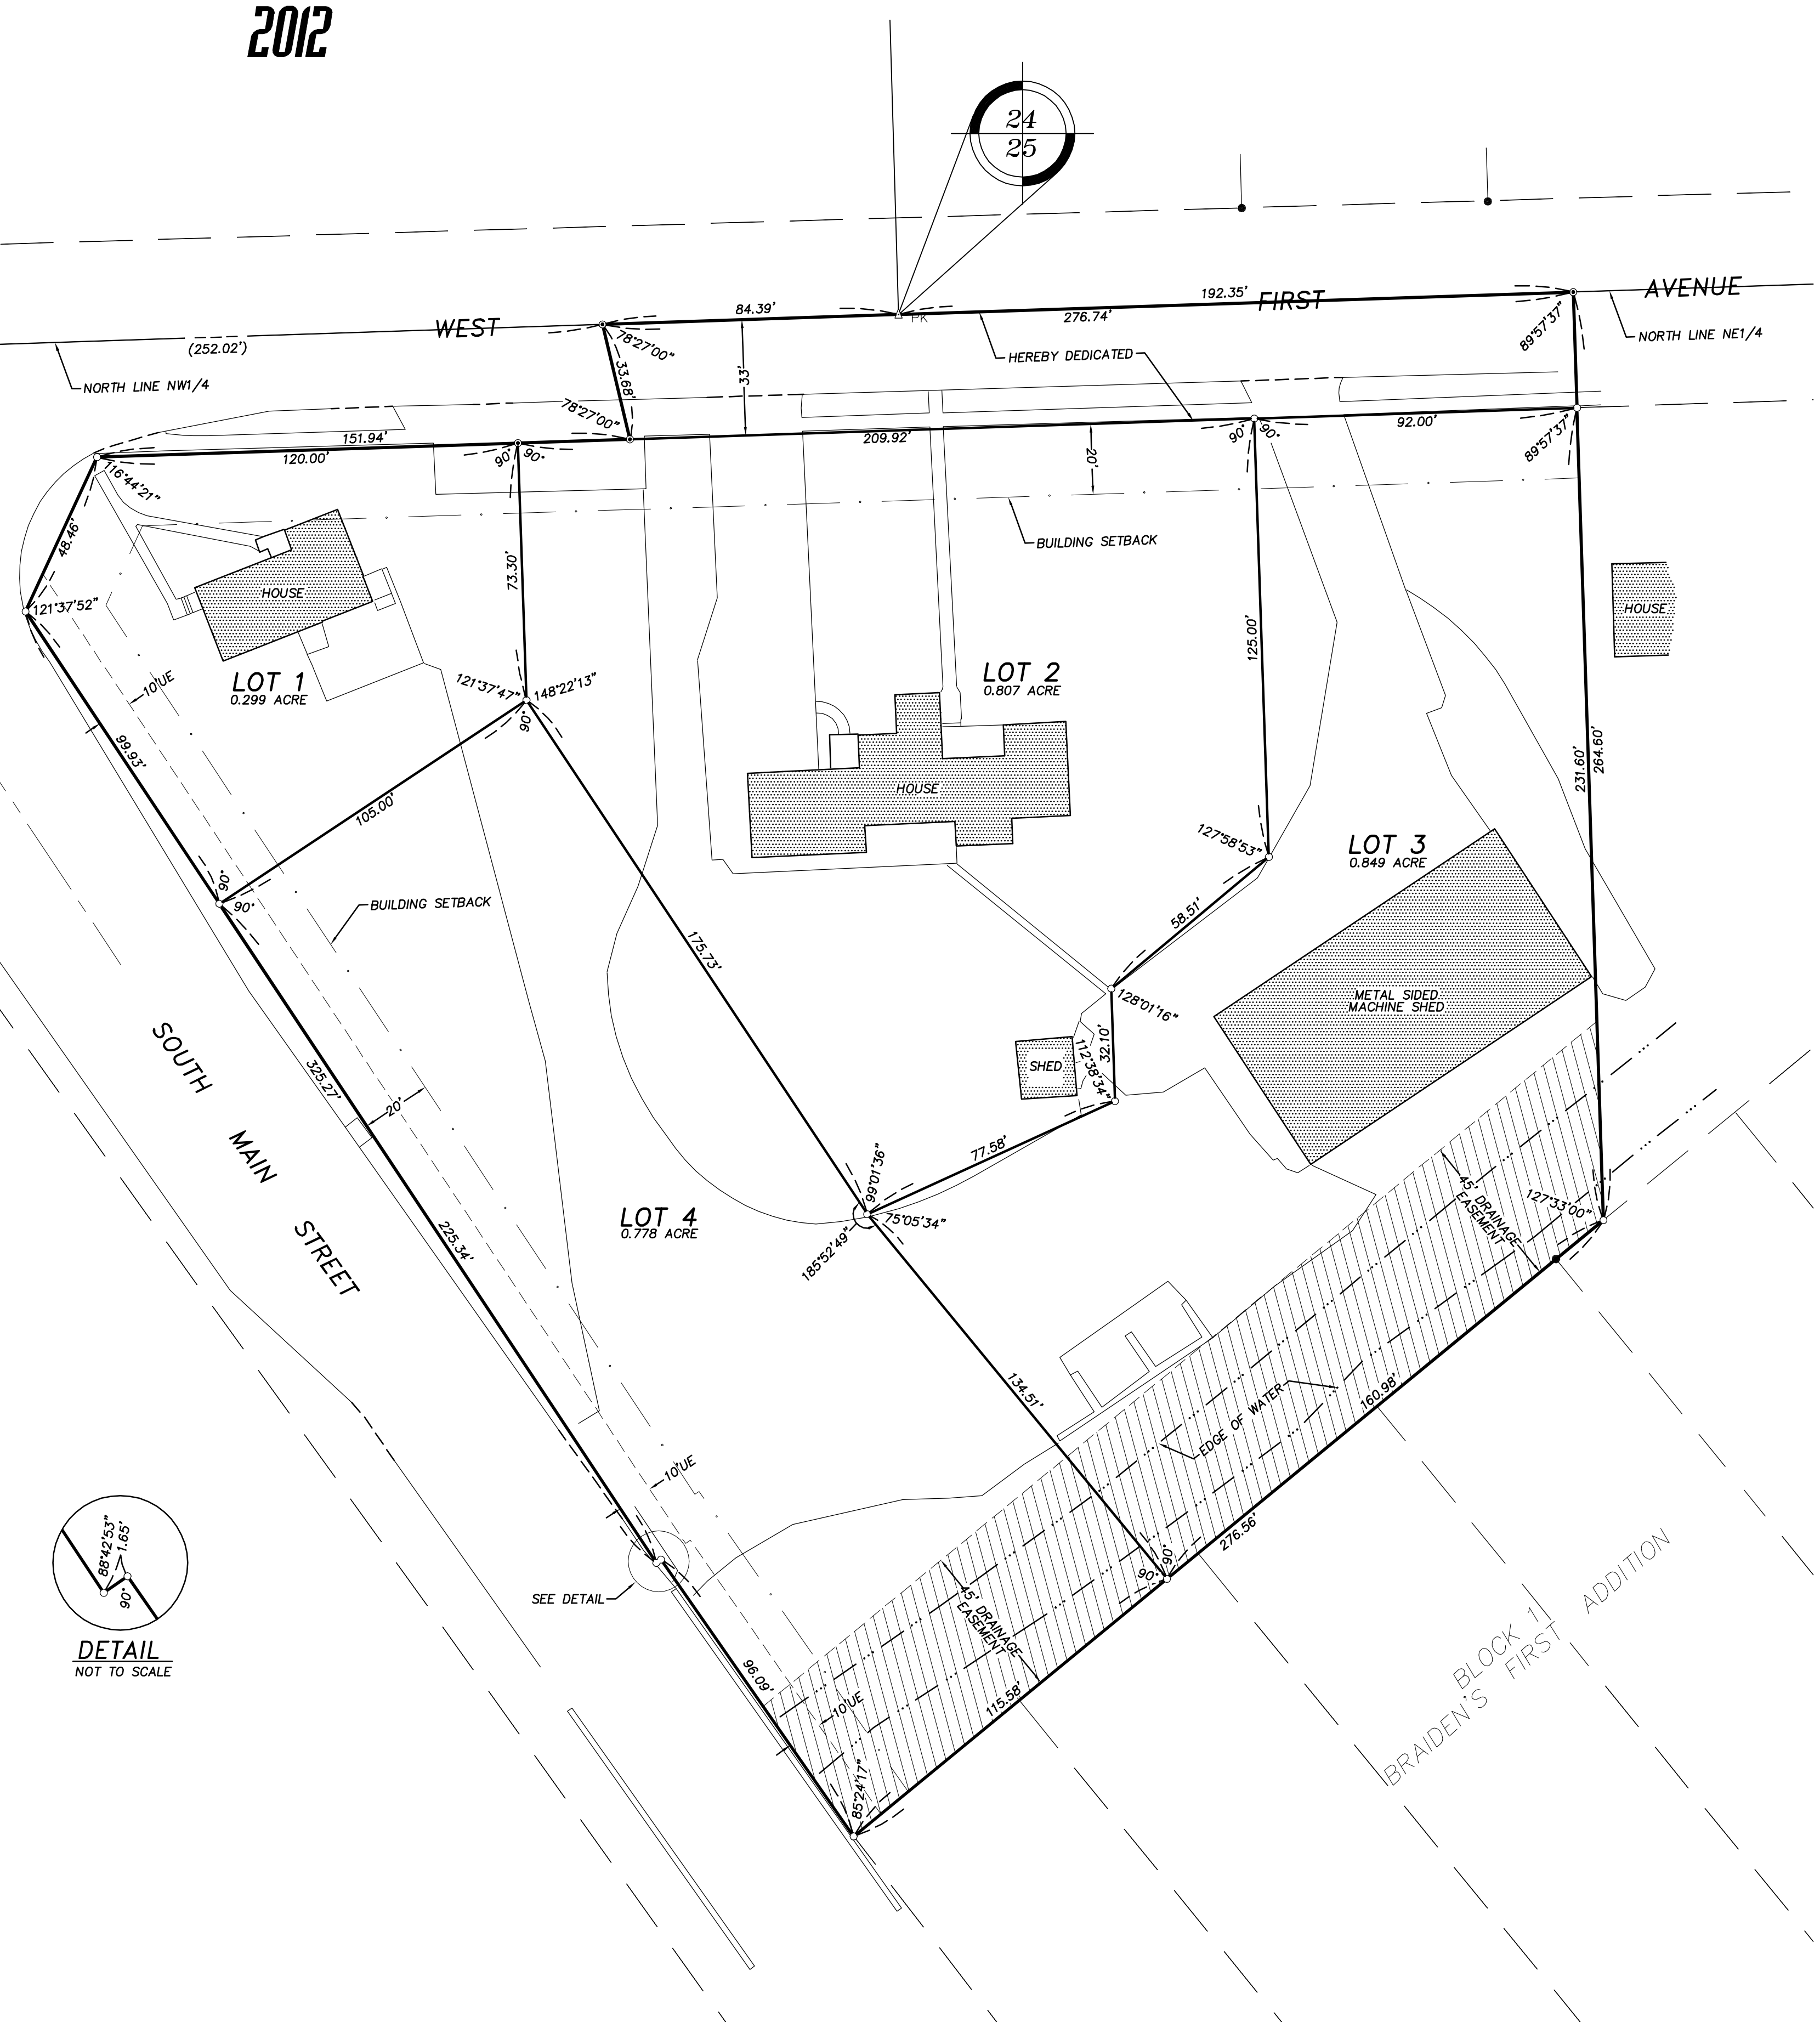 2012
24
25
192.35'
FIRST
AVENUE
84.39'
PK
276.74'
WEST
(252.02')
78°27'00"
89°57'37"
NORTH LINE NE1/4
HEREBY DEDICATED
NORTH LINE NW1/4
33.68'
33'
78°27'00"
151.94'
120.00'
90°
90°
209.92'
90°
90°
92.00'
89°57'37"
116°44'21"
20'
48.46'
BUILDING SETBACK
73.30'
HOUSE
121°37'52"
HOUSE
125.00'
10'UE
LOT 1
0.299 ACRE
121°37'47"
148°22'13"
90°
LOT 2
0.807 ACRE
99.93'
HOUSE
231.60'
264.60'
105.00'
127°58'53"
LOT 3
0.849 ACRE
90°
90°
BUILDING SETBACK
58.51'
175.73'
METAL SIDED
MACHINE SHED
128°01'16"
SOUTH
MAIN
STREET
325.27'
20'
SHED
112°38'34"
32.10'
77.58'
99°01'36"
75°05'34"
185°52'49"
LOT 4
0.778 ACRE
225.34'
45' DRAINAGE
EASEMENT
127°33'00"
134.51'
EDGE OF WATER
160.98'
10'UE
276.56'
90°
90°
88°42'53"
1.65'
90°
DETAIL
NOT TO SCALE
SEE DETAIL
45' DRAINAGE
EASEMENT
96.09'
10'UE
115.58'
85°24'17"
BLOCK 1
BRAIDEN'S FIRST ADDITION